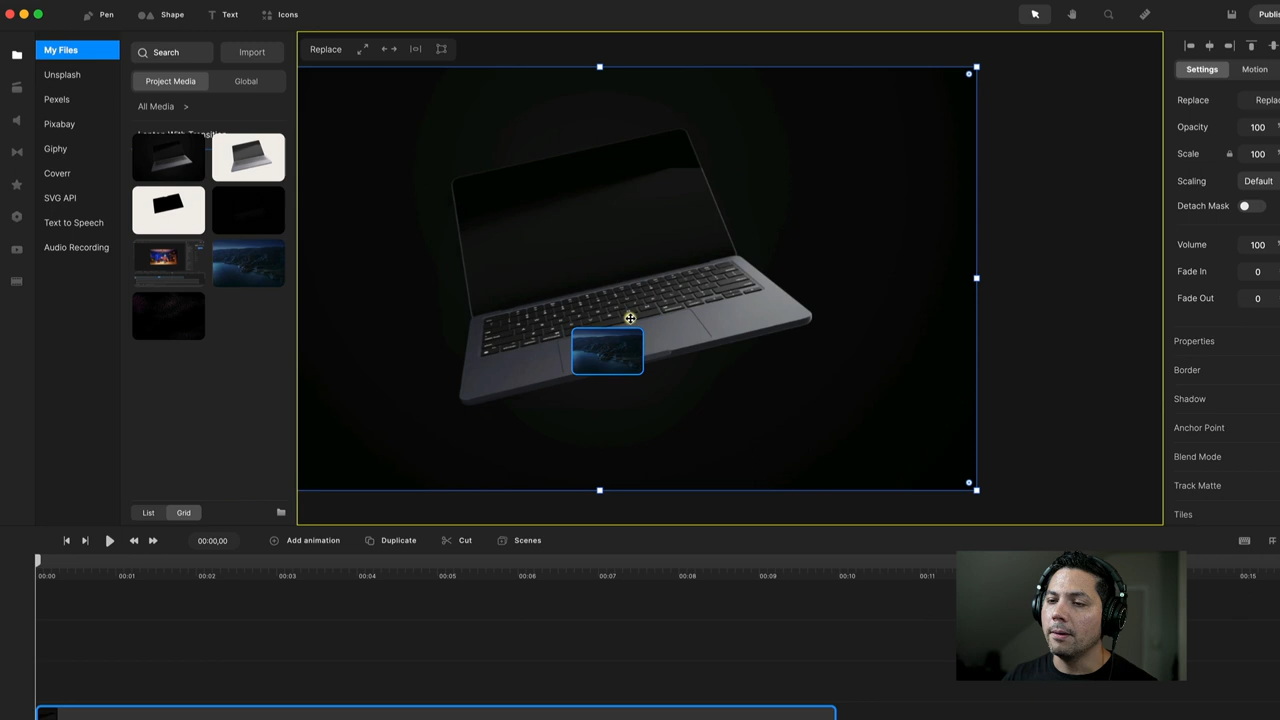 Pen
Shape
Text
Icons
Publi
My Files
Unsplash
Pexels
Pixabay
Giphy
Coverr
SVG API
Text to Speech
Audio Recording
Search
Import
Project Media
Global
All Media >
Laptop With Transition
List
Grid
Replace
Settings
Motion
Replace
Repla
Opacity
100
Scale
100
Scaling
Default
Detach Mask
Volume
100
Fade In
0
Fade Out
0
Properties
Border
Shadow
Anchor Point
Blend Mode
Track Matte
Tiles
00:00,00
Add animation
Duplicate
Cut
Scenes
00:00
00:01
00:02
00:03
00:04
00:05
00:06
00:07
00:08
00:09
00:10
00:11
00:15